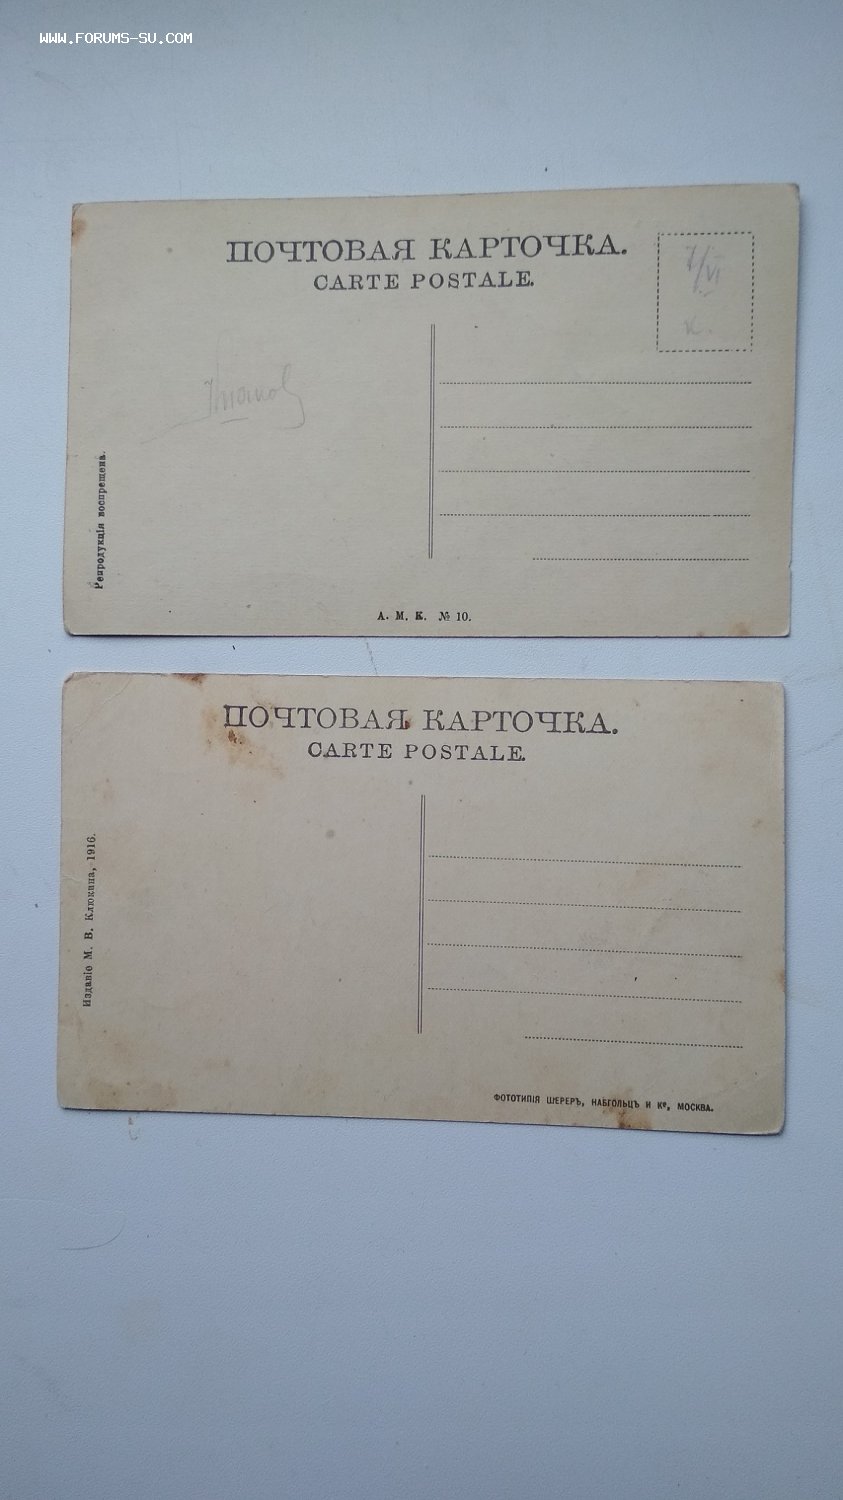 WWW.FORUMS-SU.COM
ПОЧТОВАЯ КАРТОЧКА.
CARTE POSTALE.
Репродукція воспрещена.
А. М. К. № 10.
ПОЧТОВАЯ КАРТОЧКА.
CARTE POSTALE.
Изданіе М. В. Клюкина, 1916.
ФОТОТИПІЯ ШЕРЕРЪ, НАБГОЛЬЦЪ И Кº, МОСКВА.